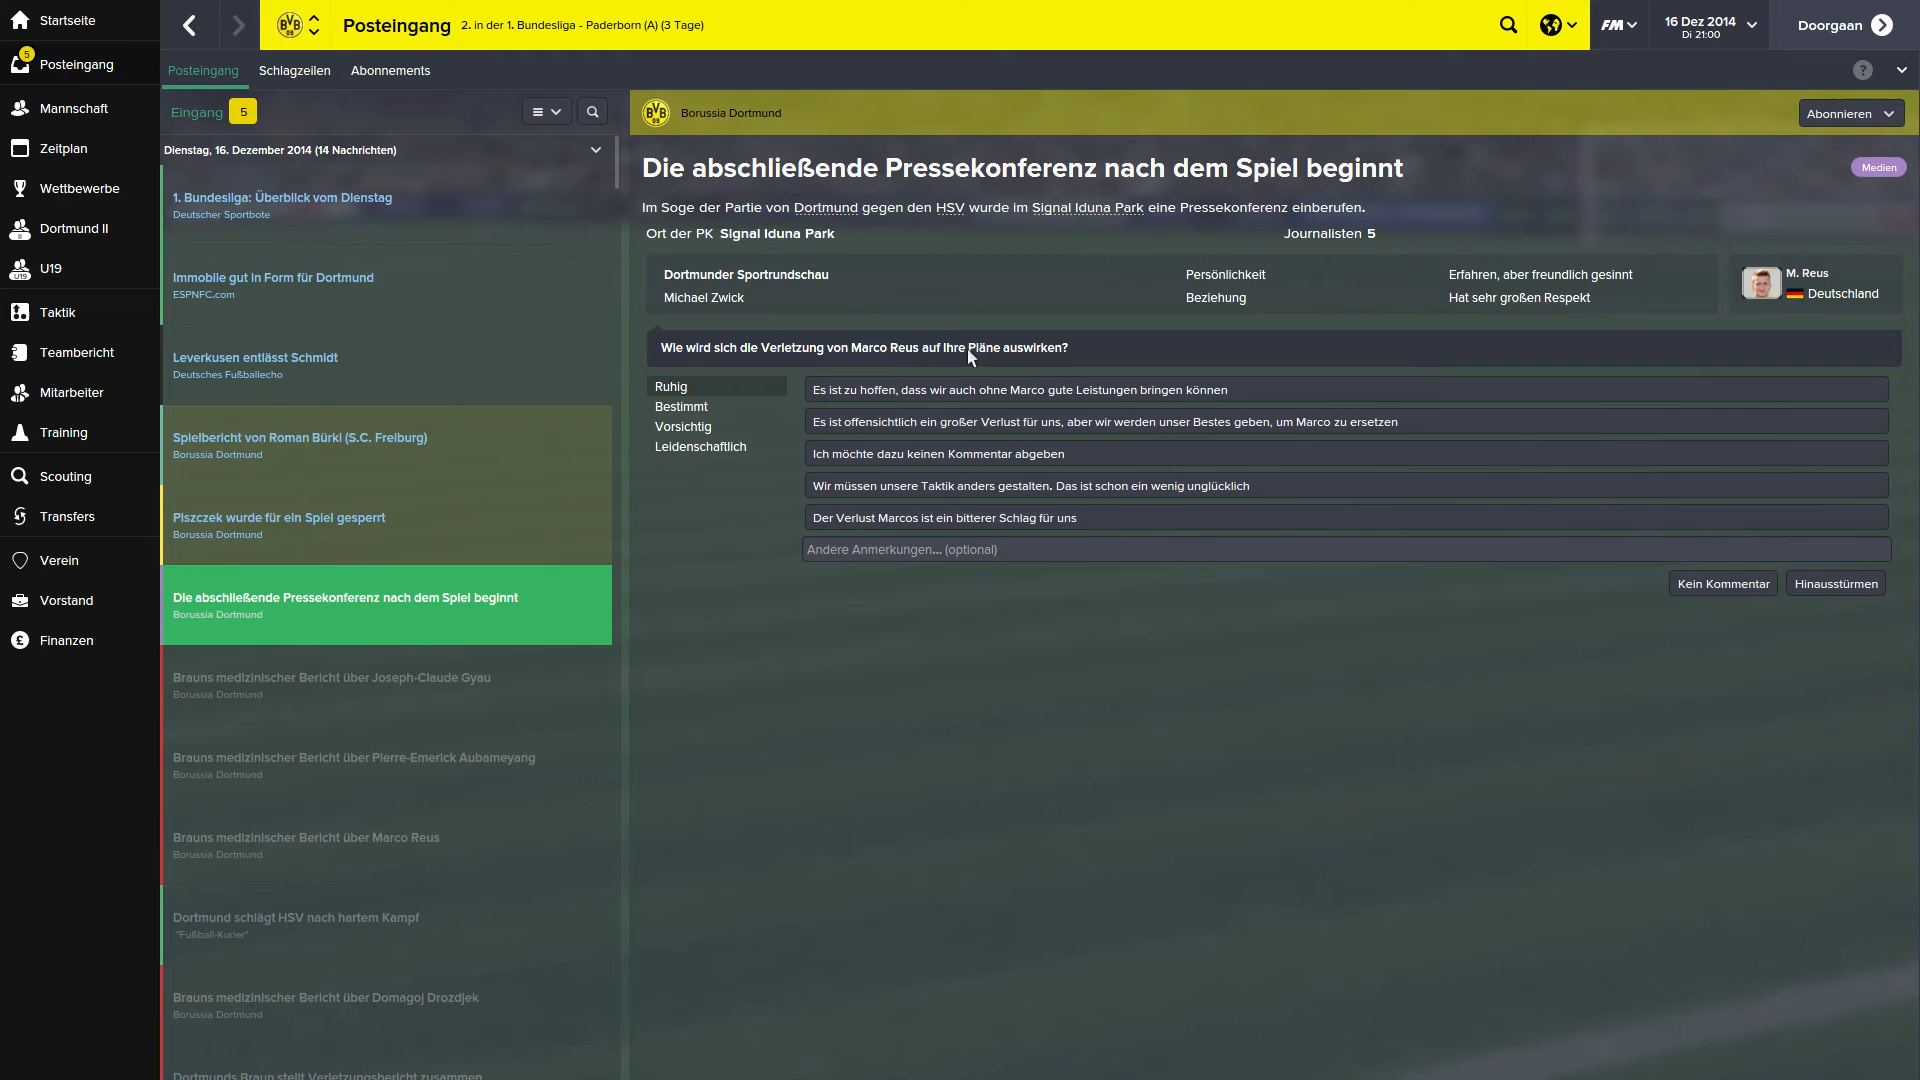 Startseite
5
Posteingang
Mannschaft
Zeitplan
Wettbewerbe
Dortmund II
U19
Taktik
Teambericht
Mitarbeiter
Training
Scouting
Transfers
Verein
Vorstand
Finanzen
BVB 09
Posteingang 2. in der 1. Bundesliga - Paderborn (A) (3 Tage)
FM
16 Dez 2014
Di 21:00
Doorgaan
Posteingang Schlagzeilen Abonnements
?
Eingang 5
Dienstag, 16. Dezember 2014 (14 Nachrichten)
1. Bundesliga: Überblick vom Dienstag
Deutscher Sportbote
Immobile gut in Form für Dortmund
ESPNFC.com
Leverkusen entlässt Schmidt
Deutsches Fußballecho
Spielbericht von Roman Bürki (S.C. Freiburg)
Borussia Dortmund
Piszczek wurde für ein Spiel gesperrt
Borussia Dortmund
Die abschließende Pressekonferenz nach dem Spiel beginnt
Borussia Dortmund
Brauns medizinischer Bericht über Joseph-Claude Gyau
Borussia Dortmund
Brauns medizinischer Bericht über Pierre-Emerick Aubameyang
Borussia Dortmund
Brauns medizinischer Bericht über Marco Reus
Borussia Dortmund
Dortmund schlägt HSV nach hartem Kampf
"Fußball-Kurier"
Brauns medizinischer Bericht über Domagoj Drozdjek
Borussia Dortmund
Dortmunds Braun stellt Verletzungsbericht zusammen
BVB 09
Borussia Dortmund
Abonnieren
Die abschließende Pressekonferenz nach dem Spiel beginnt
Medien
Im Soge der Partie von Dortmund gegen den HSV wurde im Signal Iduna Park eine Pressekonferenz einberufen.
Ort der PK Signal Iduna Park
Journalisten 5
Dortmunder Sportrundschau
Persönlichkeit
Erfahren, aber freundlich gesinnt
Michael Zwick
Beziehung
Hat sehr großen Respekt
M. Reus
Deutschland
Wie wird sich die Verletzung von Marco Reus auf Ihre Pläne auswirken?
Ruhig
Bestimmt
Vorsichtig
Leidenschaftlich
Es ist zu hoffen, dass wir auch ohne Marco gute Leistungen bringen können
Es ist offensichtlich ein großer Verlust für uns, aber wir werden unser Bestes geben, um Marco zu ersetzen
Ich möchte dazu keinen Kommentar abgeben
Wir müssen unsere Taktik anders gestalten. Das ist schon ein wenig unglücklich
Der Verlust Marcos ist ein bitterer Schlag für uns
Andere Anmerkungen... (optional)
Kein Kommentar
Hinausstürmen